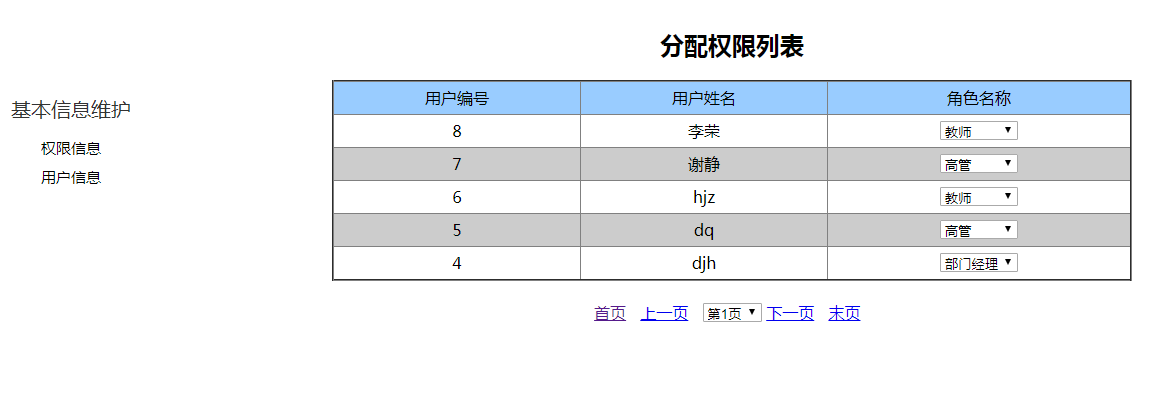 分配权限列表
基本信息维护
权限信息
用户信息
用户编号 用户姓名 角色名称
8 李荣 教师
7 谢静 高管
6 hjz 教师
5 dq 高管
4 djh 部门经理
首页 上一页 第1页 下一页 末页